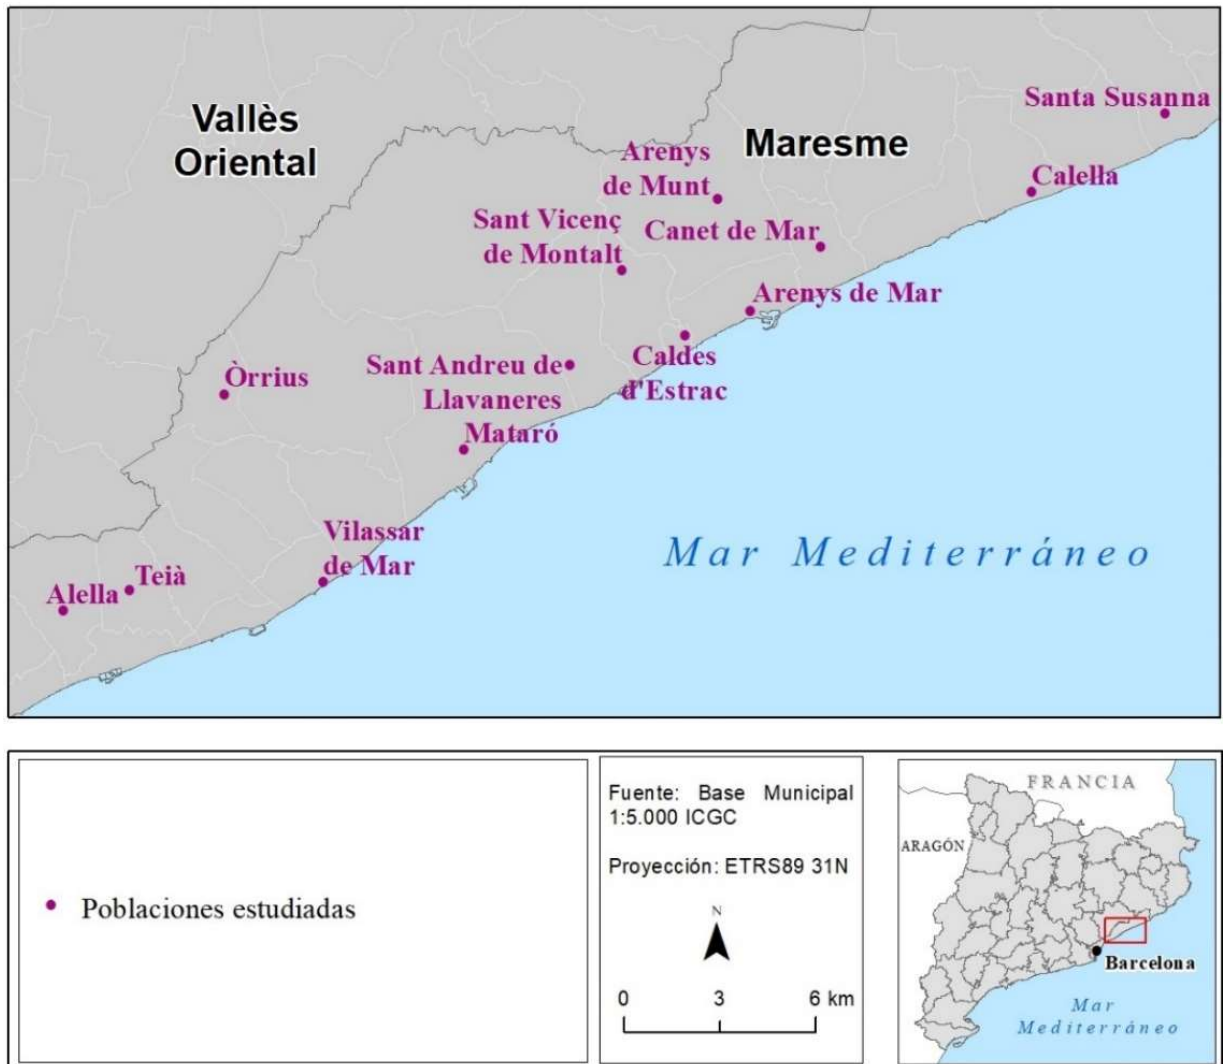 Vallès
Oriental
Maresme
Santa Susanna
Arenys
de Munt
Calella
Sant Vicenç
de Montalt
Canet de Mar
Arenys de Mar
Caldes
d'Estrac
Òrrius
Sant Andreu de
Llavaneres
Mataró
Vilassar
de Mar
Mar Mediterráneo
Teià
Alella
Poblaciones estudiadas
Fuente: Base Municipal
1:5.000 ICGC
Proyección: ETRS89 31N
N
0 3 6 km
FRANCIA
ARAGÓN
Barcelona
Mar
Mediterráneo